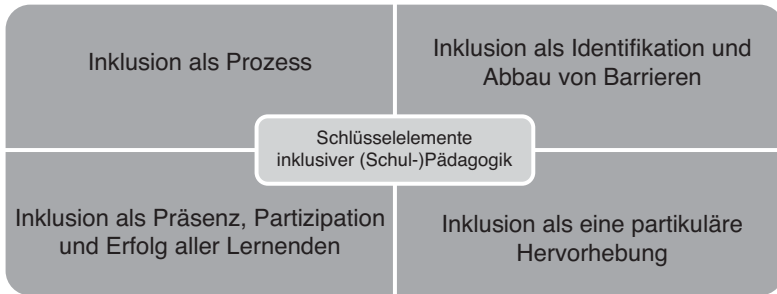 Inklusion als Prozess
Inklusion als Identifikation und
Abbau von Barrieren
Schlüsselelemente
inklusiver (Schul-)Pädagogik
Inklusion als Präsenz, Partizipation
und Erfolg aller Lernenden
Inklusion als eine partikuläre
Hervorhebung